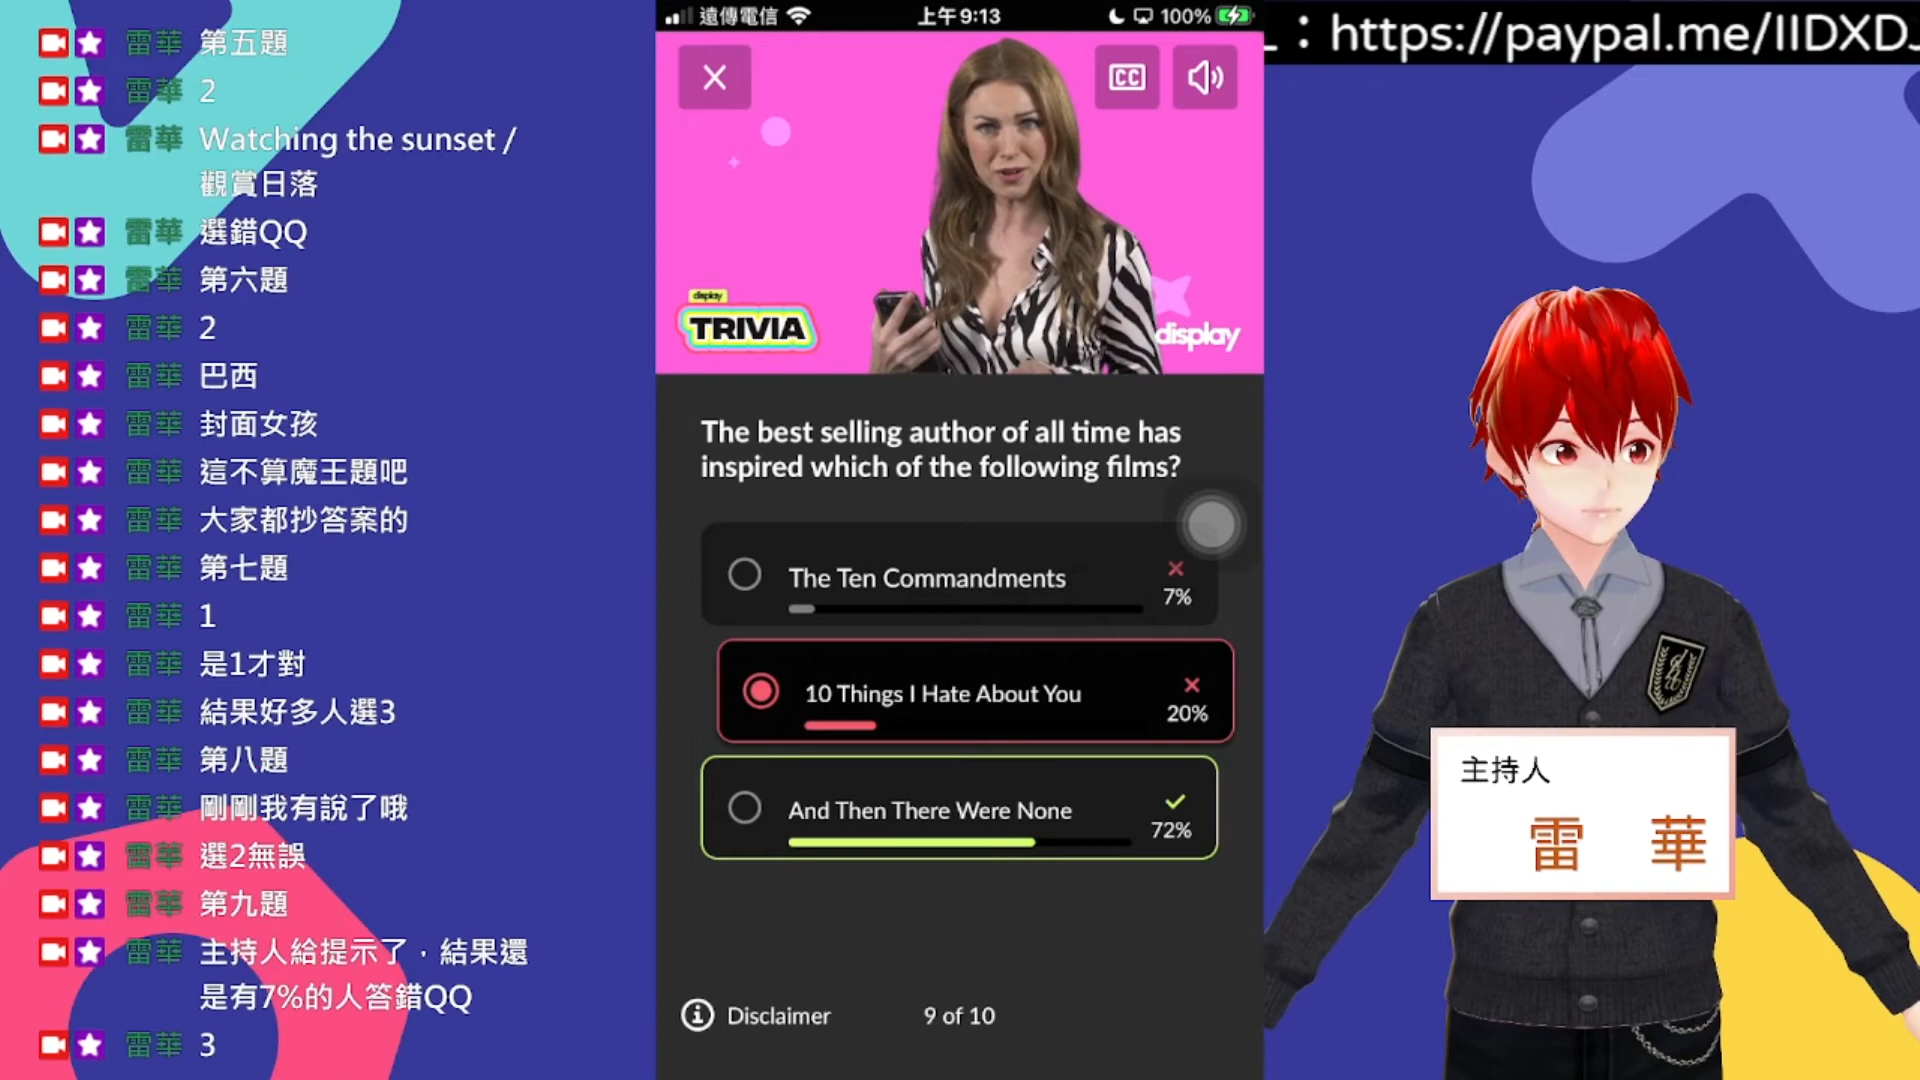 雷華 第五題
雷華 2
雷華 Watching the sunset /
觀賞日落
雷華 選錯QQ
雷華 第六題
雷華 2
雷華 巴西
雷華 封面女孩
雷華 這不算魔王題吧
雷華 大家都抄答案的
雷華 第七題
雷華 1
雷華 是1才對
雷華 結果好多人選3
雷華 第八題
雷華 剛剛我有說了哦
雷華 選2無誤
雷華 第九題
雷華 主持人給提示了，結果還
是有7%的人答錯QQ
雷華 3
遠傳電信 上午9:13 100%
CC
display
TRIVIA
display
The best selling author of all time has
inspired which of the following films?
The Ten Commandments
7%
10 Things I Hate About You
20%
And Then There Were None
72%
Disclaimer 9 of 10
：https://paypal.me/IIDXD
主持人
雷 華